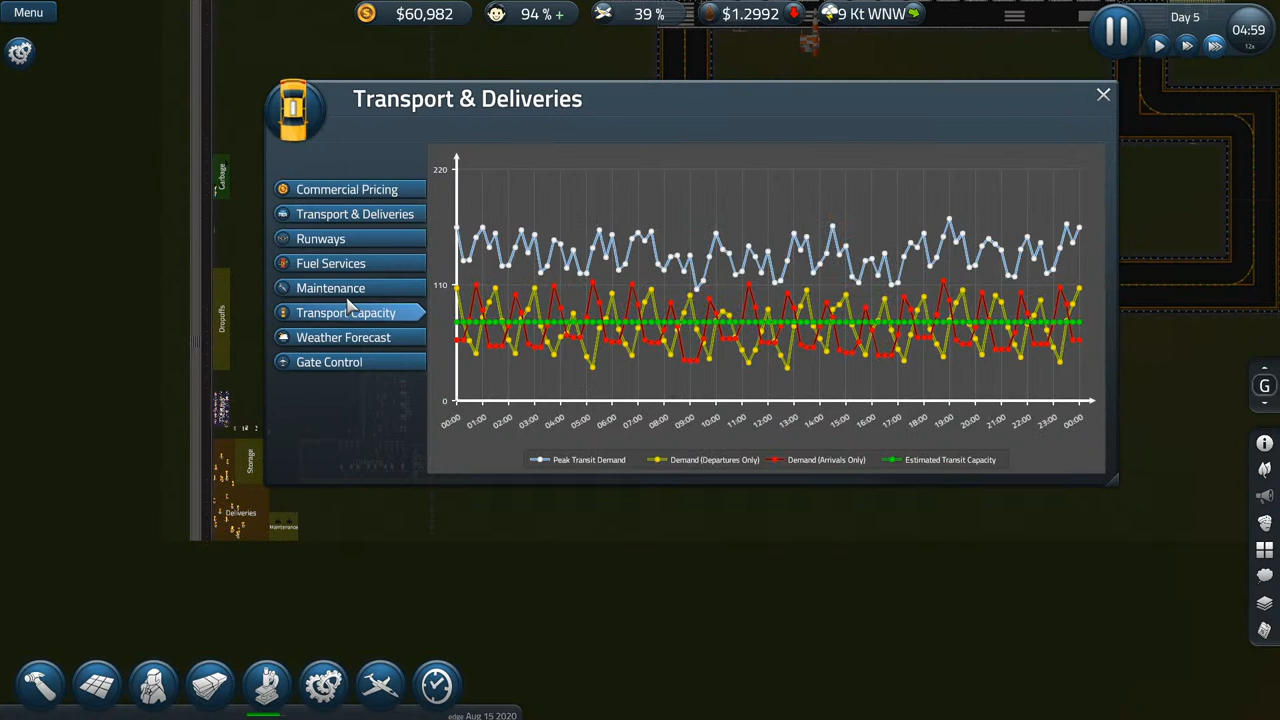 Menu
$60,982
94 % +
39 %
$1.2992
9 Kt WNW
Day 5
04:59
12x
Transport & Deliveries
Commercial Pricing
Transport & Deliveries
Runways
Fuel Services
Maintenance
Transport Capacity
Weather Forecast
Gate Control
220
110
0
00:00 01:00 02:00 03:00 04:00 05:00 06:00 07:00 08:00 09:00 10:00 11:00 12:00 13:00 14:00 15:00 16:00 17:00 18:00 19:00 20:00 21:00 22:00 23:00 00:00
Peak Transit Demand
Demand (Departures Only)
Demand (Arrivals Only)
Estimated Transit Capacity
Garbage
Dropoffs
Storage
Deliveries
Maintenance
G
edge Aug 15 2020